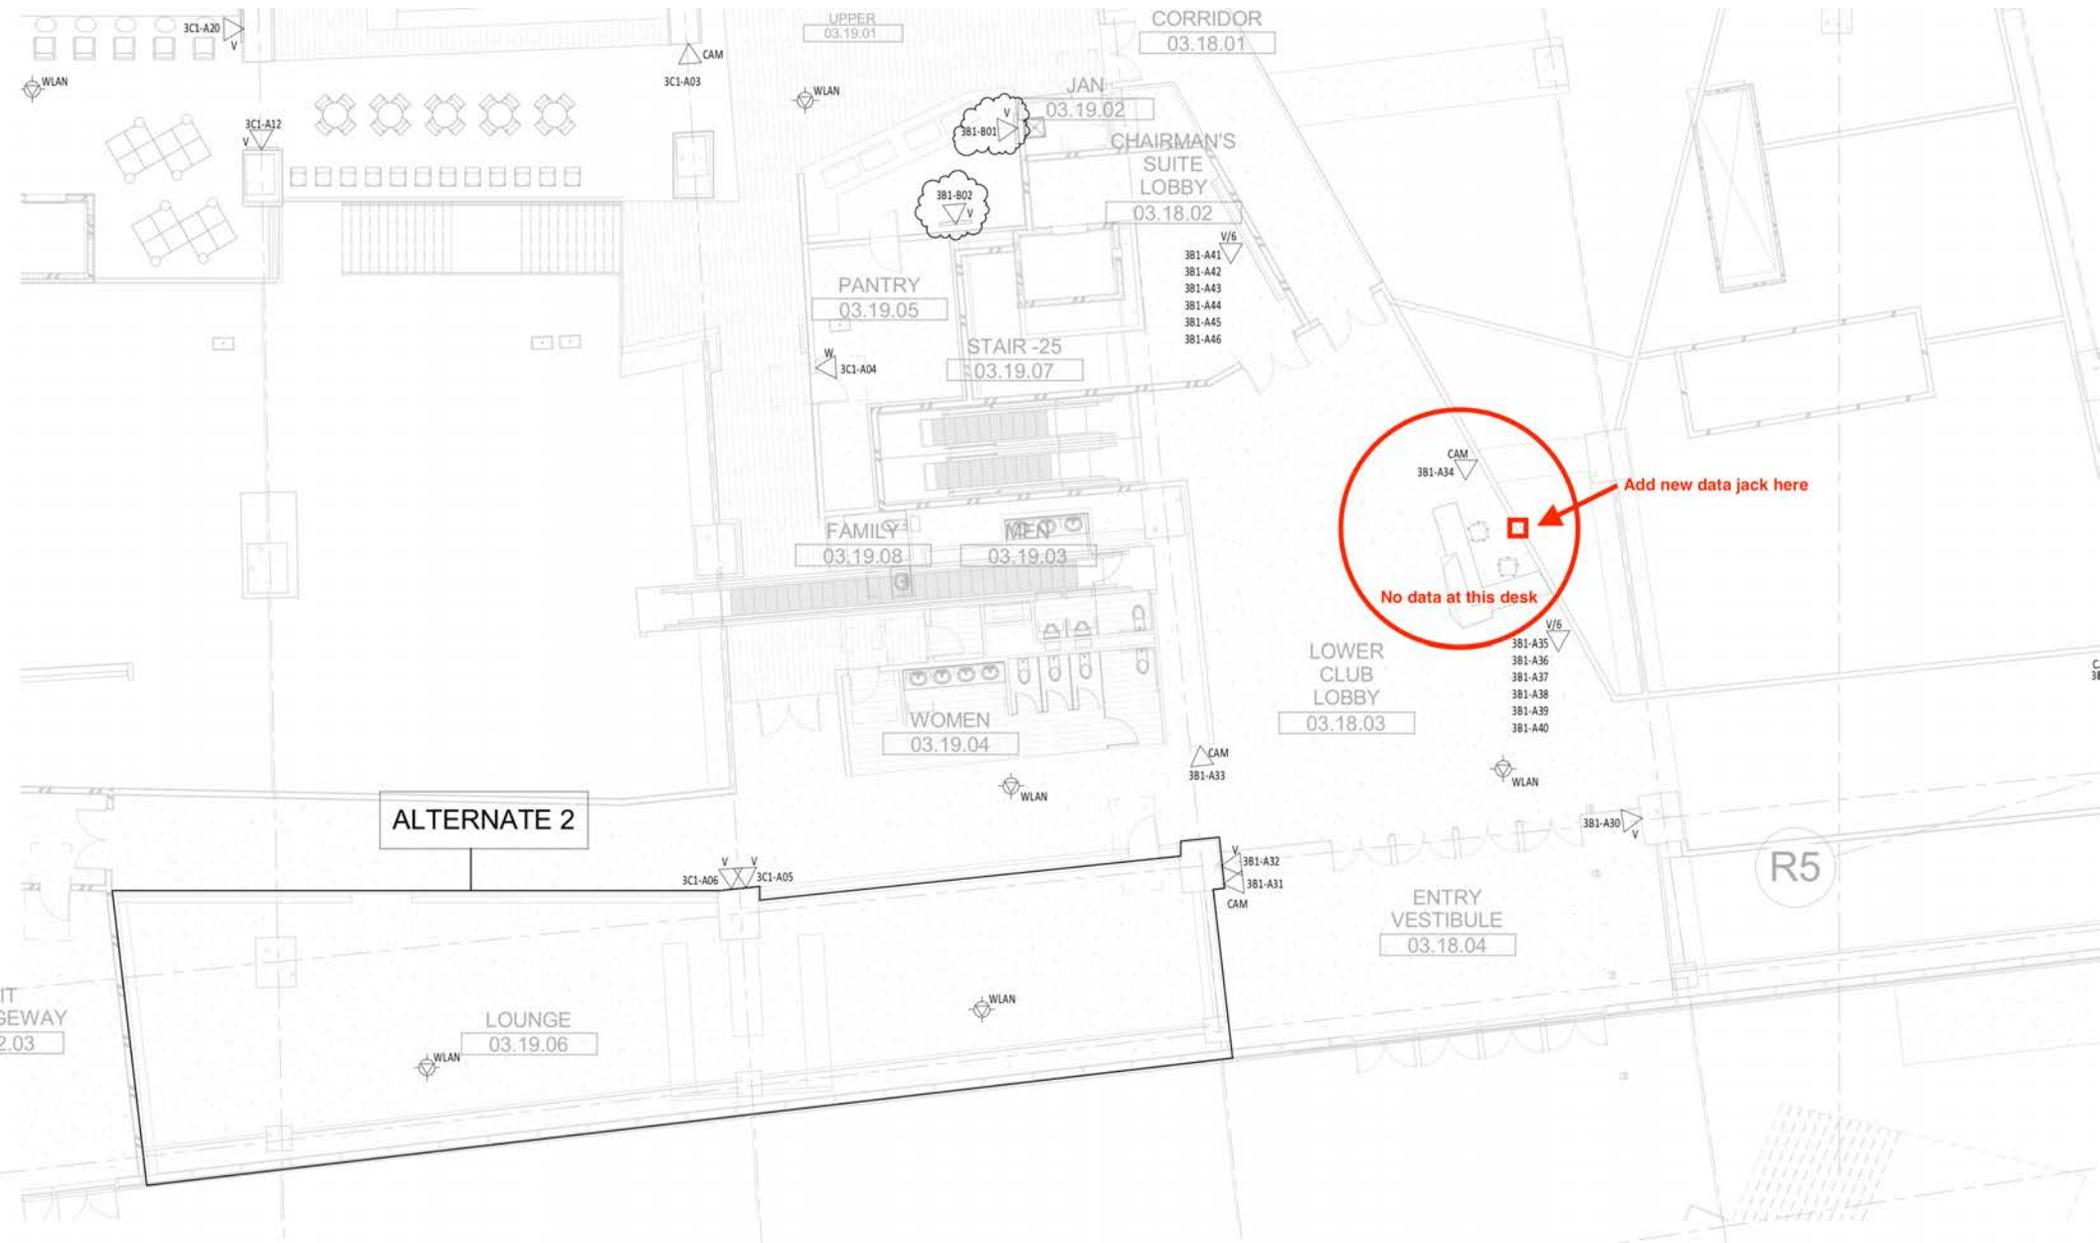 3C1-A20
V
WLAN
CAM
3C1-A03
UPPER
03.19.01
WLAN
CORRIDOR
03.18.01
JAN
03.19.02
V
3B1-B01
3C1-A12
V
CHAIRMAN'S
SUITE
LOBBY
03.18.02
3B1-B02
V
V/6
3B1-A41
3B1-A42
3B1-A43
3B1-A44
3B1-A45
3B1-A46
PANTRY
03.19.05
STAIR -25
03.19.07
W
3C1-A04
CAM
3B1-A34
Add new data jack here
No data at this desk
FAMILY
03.19.08
MEN
03.19.03
V/6
3B1-A35
3B1-A36
3B1-A37
3B1-A38
3B1-A39
3B1-A40
LOWER
CLUB
LOBBY
03.18.03
WOMEN
03.19.04
CAM
3B1-A33
WLAN
WLAN
ALTERNATE 2
3B1-A30
V
V V
3C1-A06 3C1-A05
V
3B1-A32
3B1-A31
CAM
R5
ENTRY
VESTIBULE
03.18.04
IT
GEWAY
2.03
LOUNGE
03.19.06
WLAN
WLAN